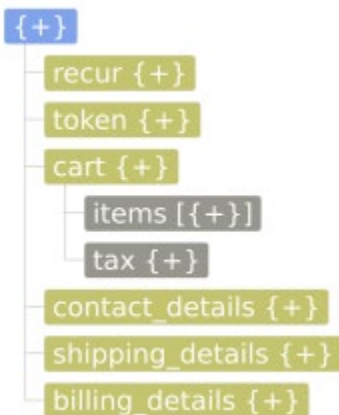 {+}
recur {+}
token {+}
cart {+}
items [{+}]
tax {+}
contact_details {+}
shipping_details {+}
billing_details {+}